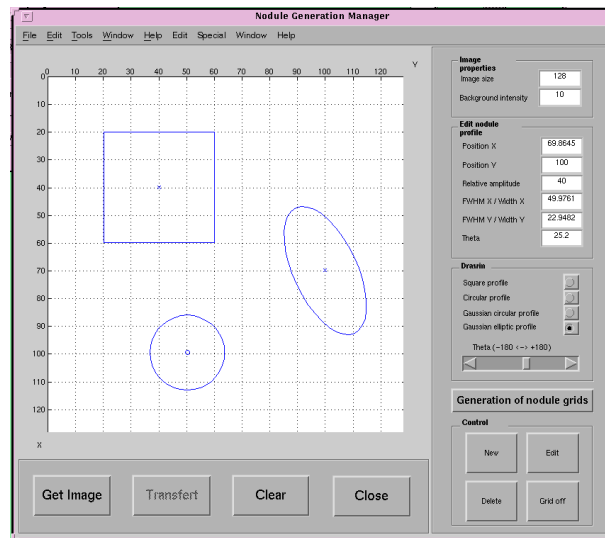 Nodule Generation Manager
File Edit Tools Window Help Edit Special Window Help
Y
0 10 20 30 40 50 60 70 80 90 100 110 120
0
10
20
30
40
50
60
70
80
90
100
110
120
X
Image
properties
Image size 128
Background intensity 10
Edit nodule
profile
Position X 69.8645
Position Y 100
Relative amplitude 40
FWHM X / Width X 49.9761
FWHM Y / Width Y 22.9482
Theta 25.2
Drasrin
Square profile
Circular profile
Gaussian circular profile
Gaussian elliptic profile
Theta (-180 <-> +180)
Generation of nodule grids
Control
New Edit
Delete Grid off
Get Image Transfert Clear Close